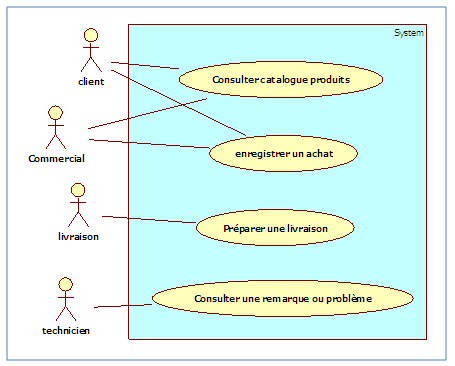 System
client
Consulter catalogue produits
Commercial
enregistrer un achat
livraison
Préparer une livraison
technicien
Consulter une remarque ou problème